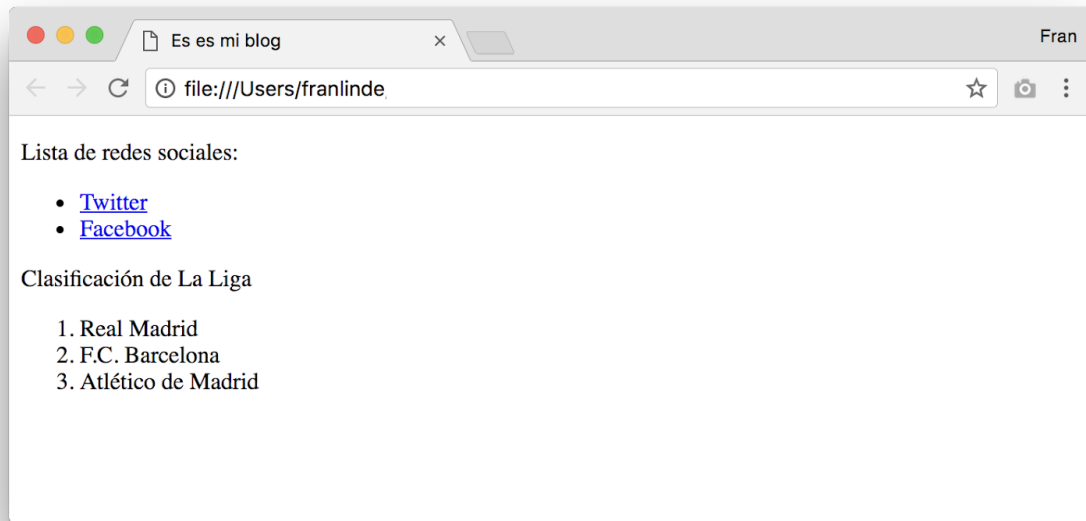 Es es mi blog
Fran
file:///Users/franlinde
Lista de redes sociales:
• Twitter
• Facebook
Clasificación de La Liga
1. Real Madrid
2. F.C. Barcelona
3. Atlético de Madrid